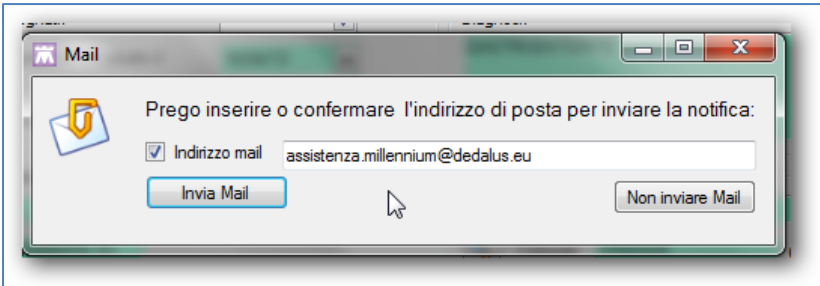 Mail
Prego inserire o confermare l'indirizzo di posta per inviare la notifica:
Indirizzo mail assistenza.millennium@dedalus.eu
Invia Mail Non inviare Mail